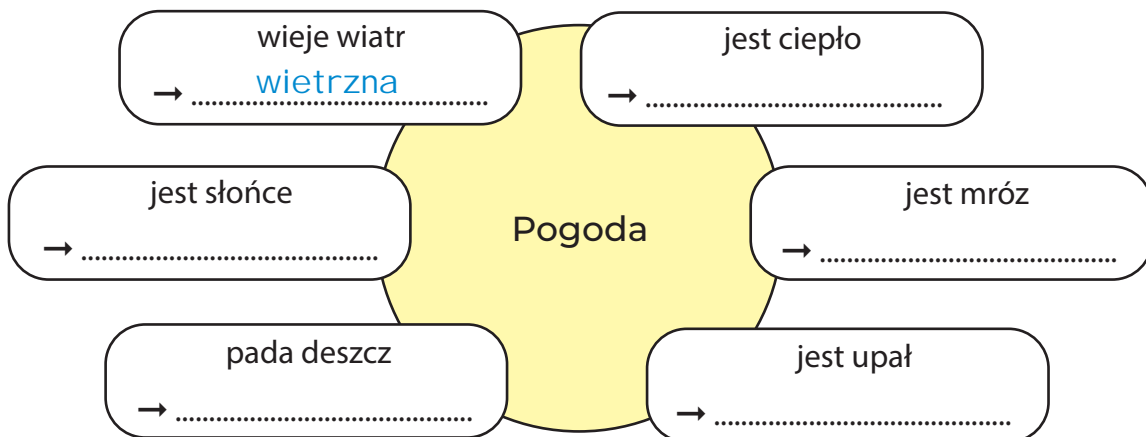 wieje wiatr
→ wietrzna
jest ciepło
→ ........................................................
jest słońce
→ ........................................................
Pogoda
jest mróz
→ ........................................................
pada deszcz
→ ........................................................
jest upał
→ ........................................................